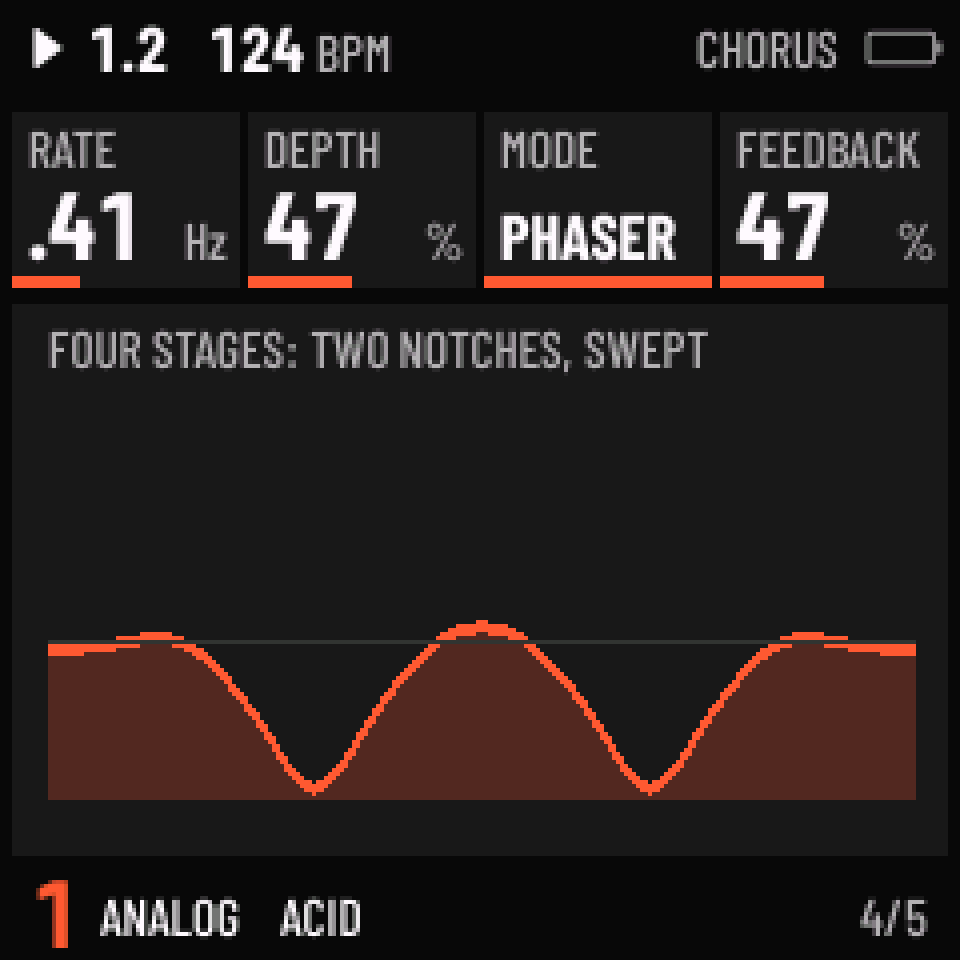 1.2 124 BPM CHORUS
RATE DEPTH MODE FEEDBACK
.41 Hz 47 % PHASER 47 %
FOUR STAGES: TWO NOTCHES, SWEPT
1 ANALOG ACID 4/5